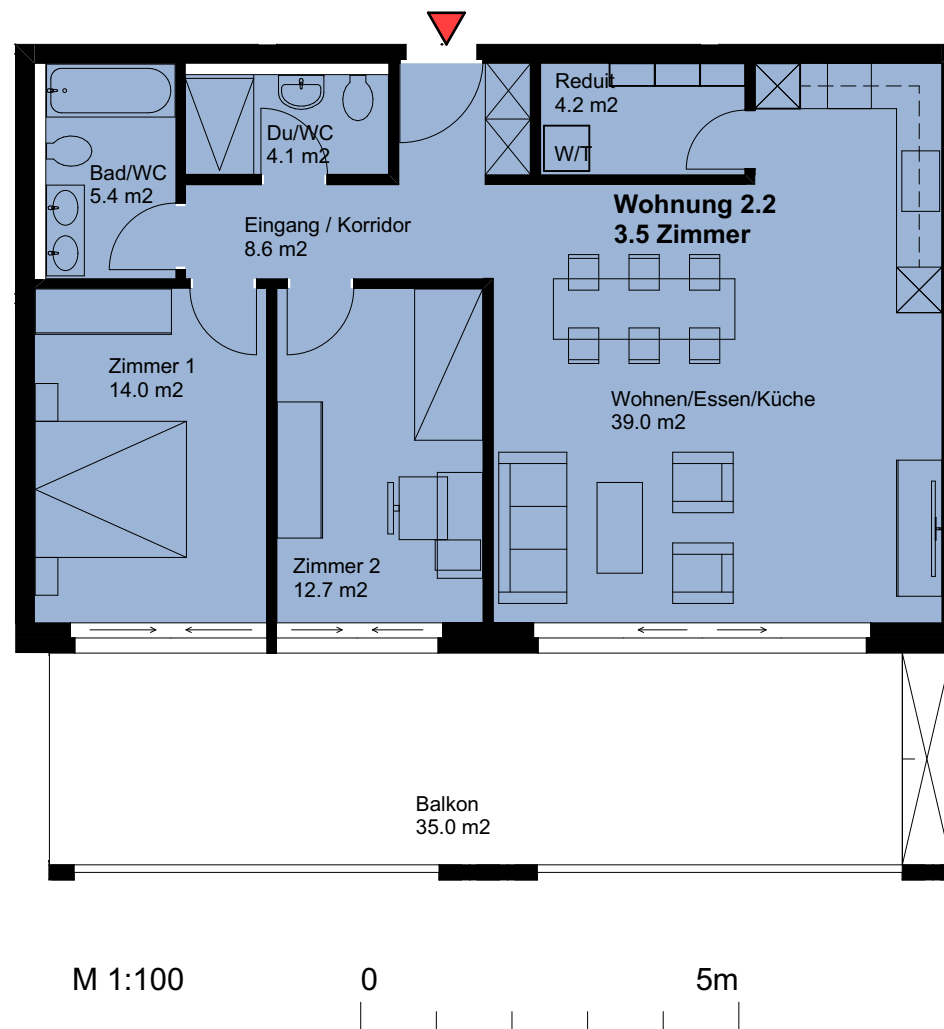 Reduit
4.2 m2
Du/WC
4.1 m2
W/T
Bad/WC
5.4 m2
Wohnung 2.2
3.5 Zimmer
Eingang / Korridor
8.6 m2
Zimmer 1
14.0 m2
Wohnen/Essen/Küche
39.0 m2
Zimmer 2
12.7 m2
Balkon
35.0 m2
M 1:100
0
5m